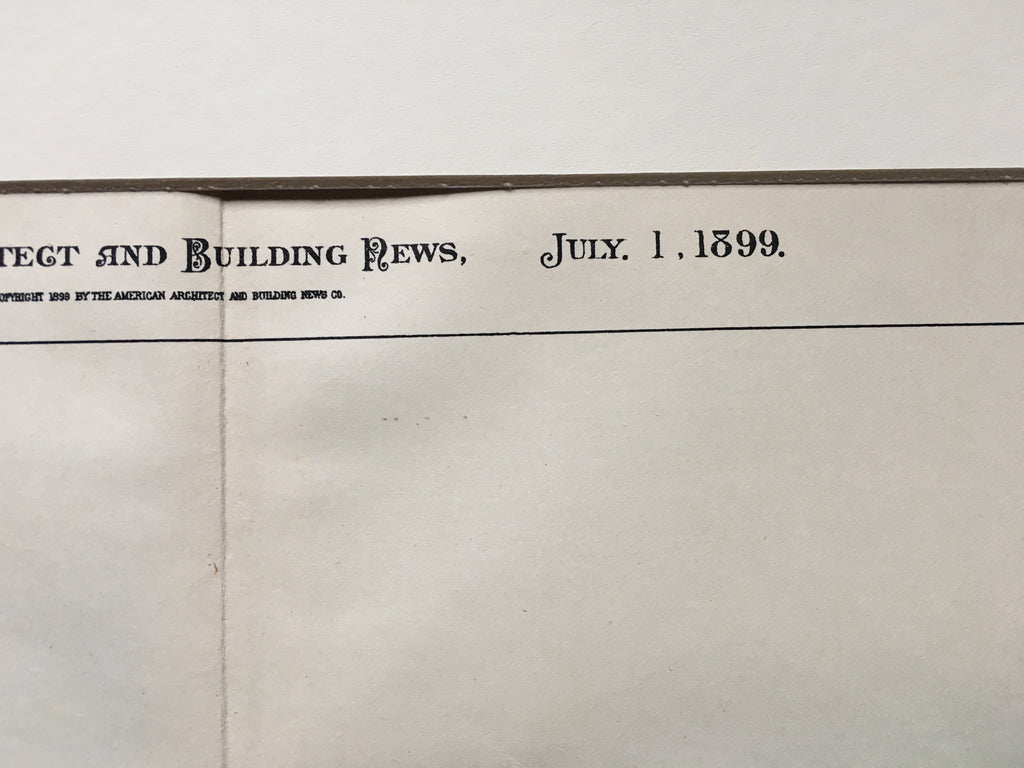 TECT AND BUILDING NEWS, JULY. 1, 1899.
OPYRIGHT 1899 BY THE AMERICAN ARCHITECT AND BUILDING NEWS CO.